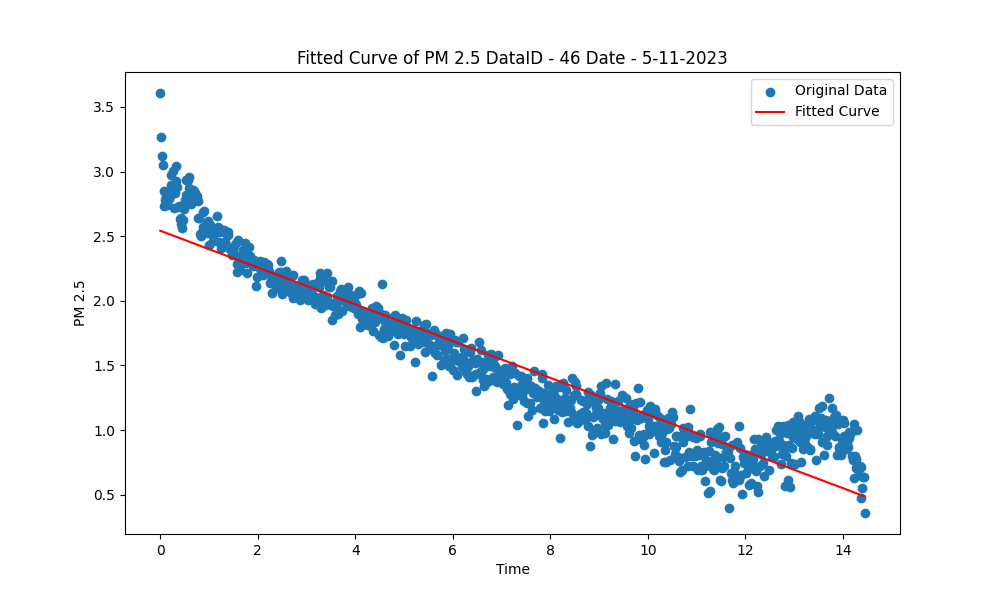 Fitted Curve of PM 2.5 DataID - 46 Date - 5-11-2023
Original Data
Fitted Curve
3.5
3.0
2.5
2.0
1.5
1.0
0.5
PM 2.5
0 2 4 6 8 10 12 14
Time